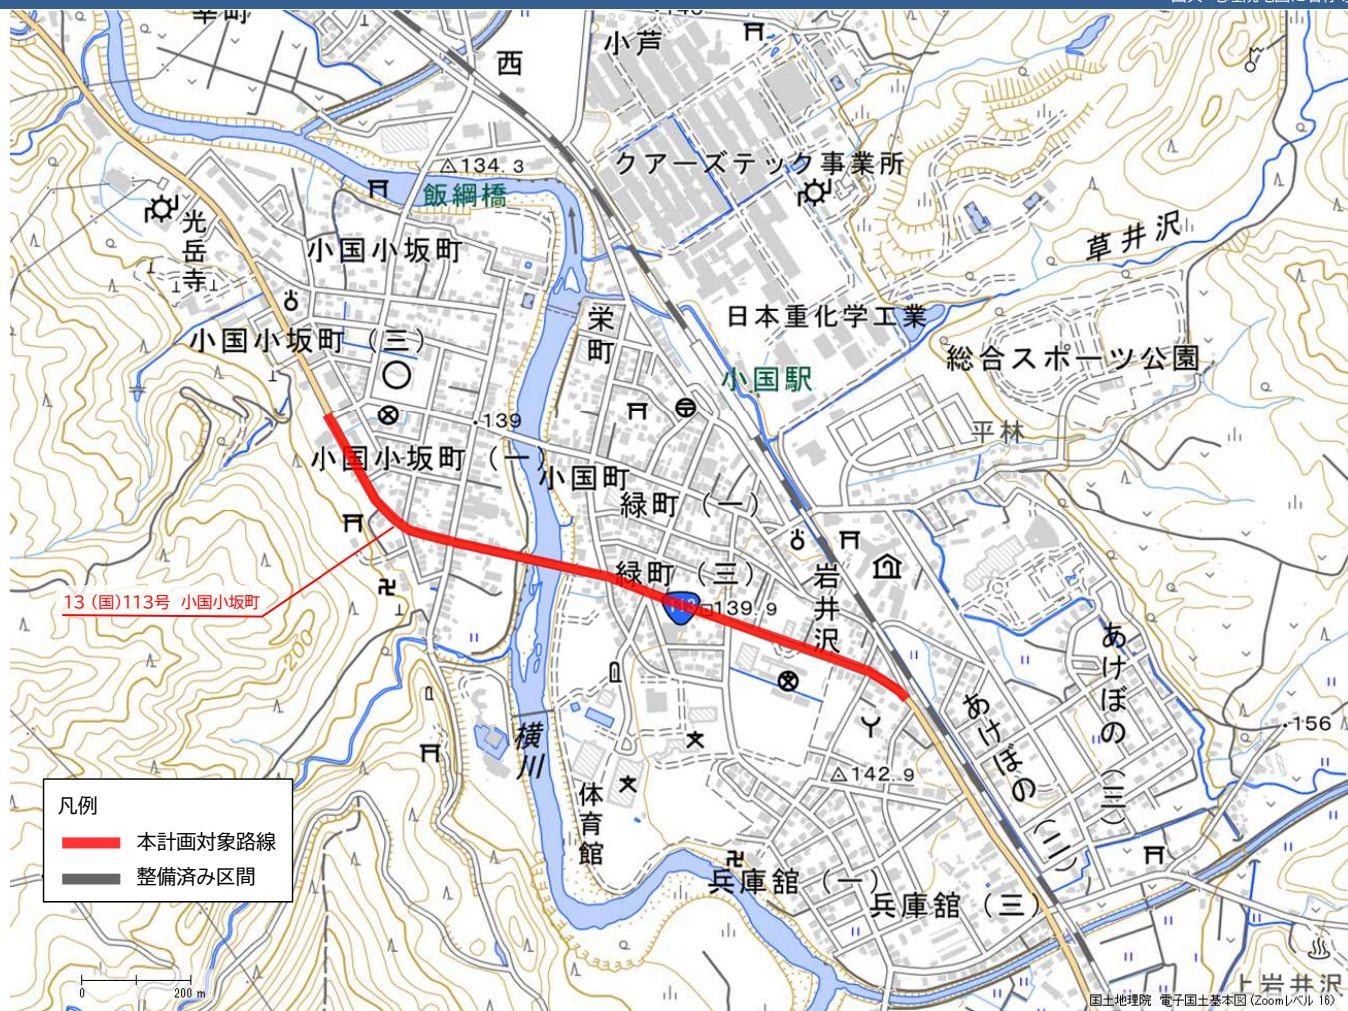 幸町
西
小芦
134.3
飯綱橋
クアーズテック事業所
光岳寺
小国小坂町
草井沢
栄町
日本重化学工業
小国小坂町（三）
総合スポーツ公園
小国駅
139
平林
小国小坂町（一）
小国町
緑町（一）
緑町（三）
岩井沢
13 (国)113号 小国小坂町
139.9
200
あけぼの（三）
あけぼの（二）
横川
156
142.9
体育館
兵庫舘（一）
兵庫舘（三）
上岩井沢
凡例
本計画対象路線
整備済み区間
0 200 m
国土地理院 電子国土基本図(Zoomレベル 16)